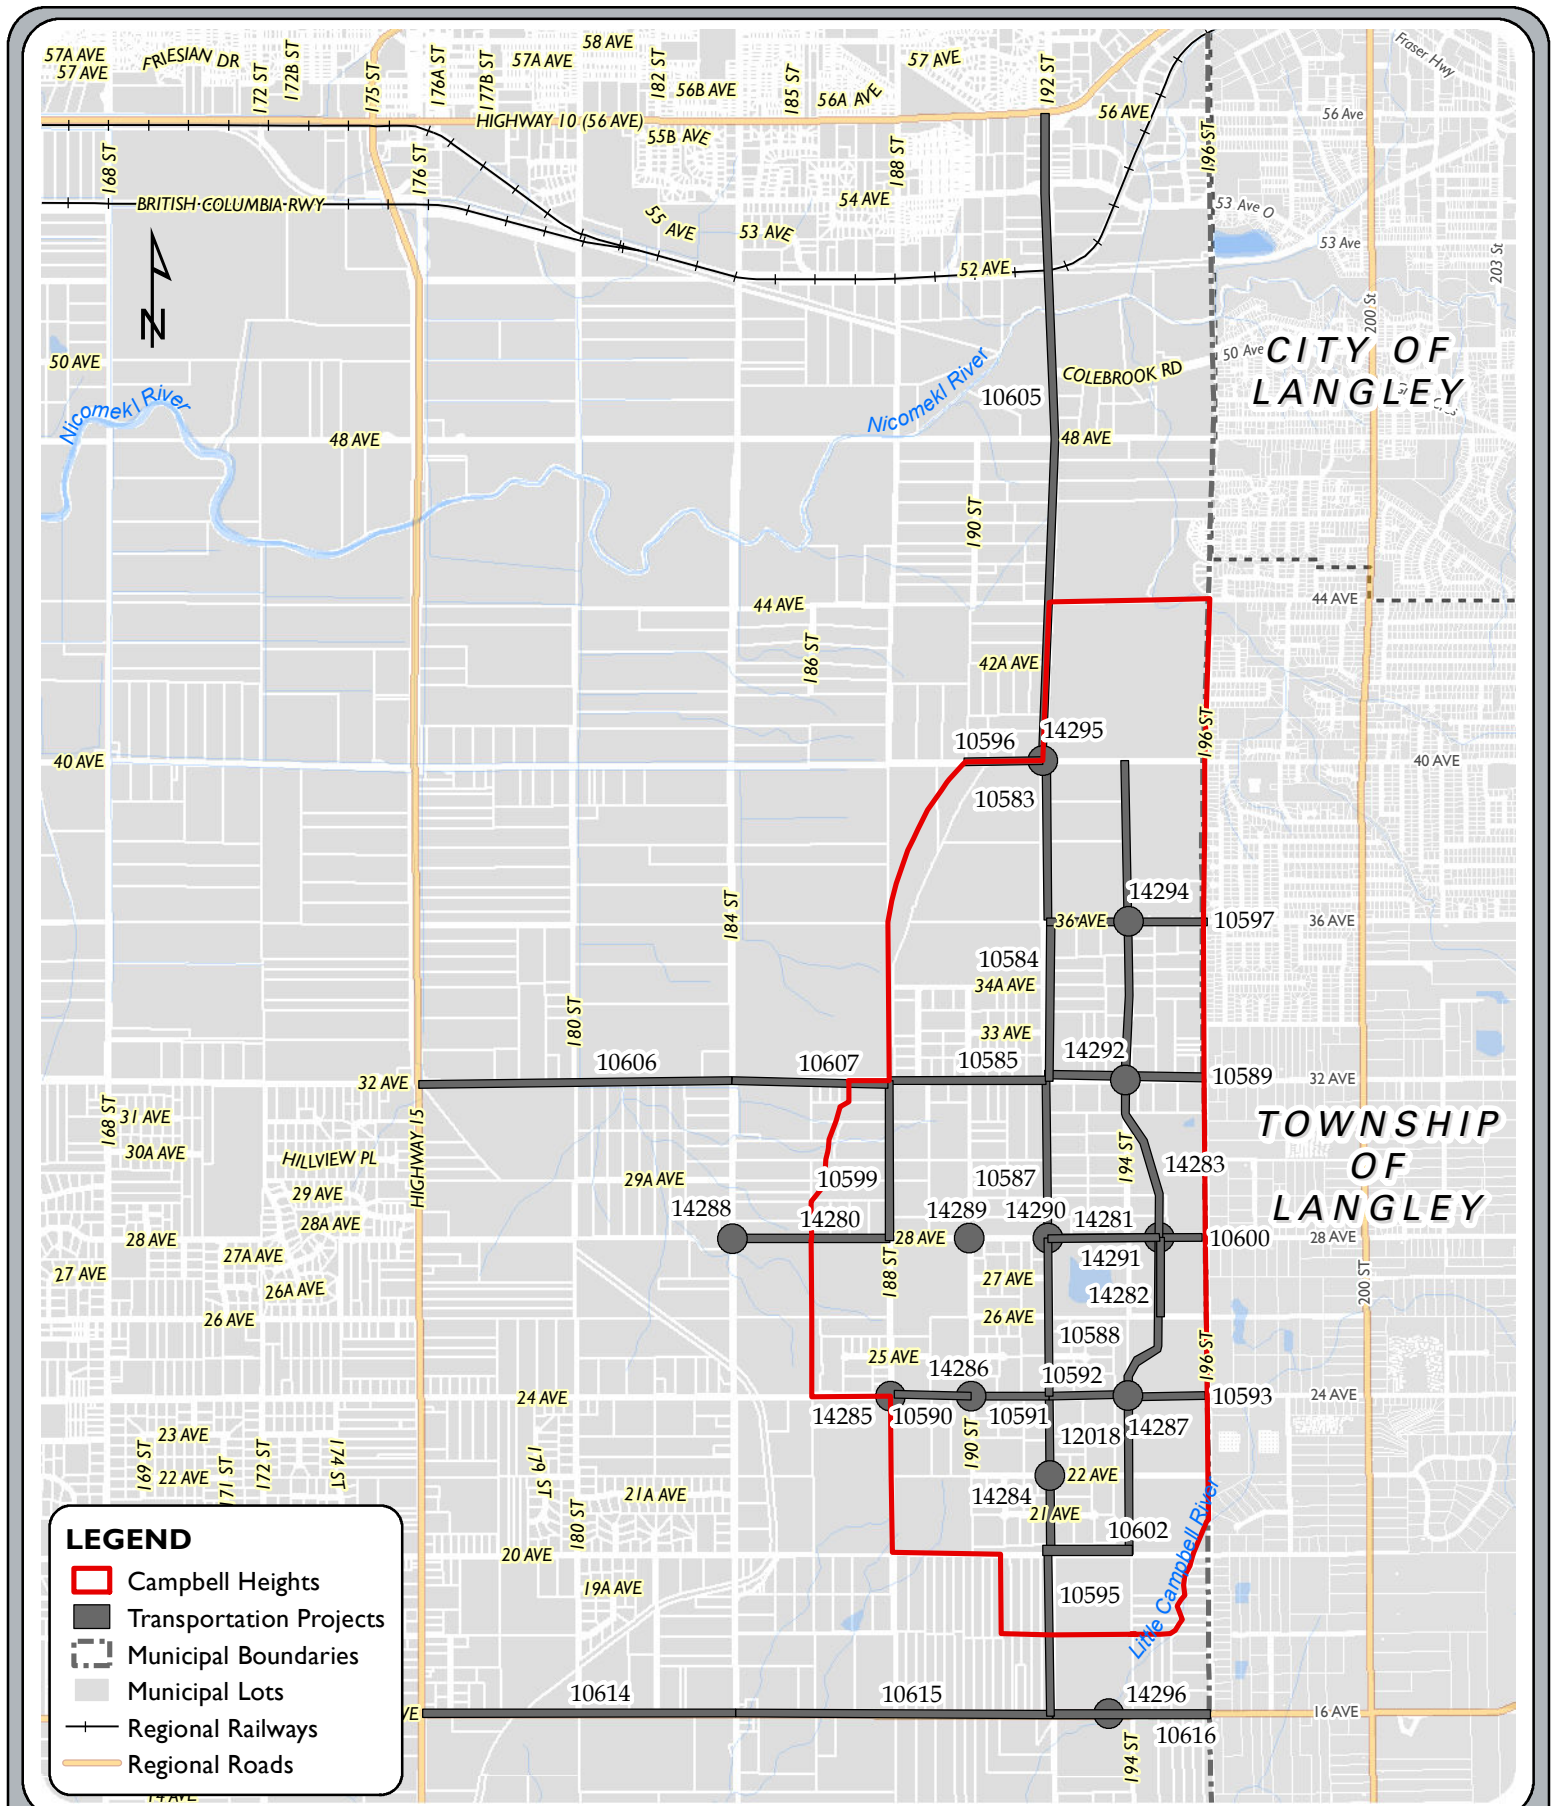 57A AVE
57 AVE
FRIESIAN DR
172 ST
172B ST
175 ST
176A ST
177B ST
57A AVE
58 AVE
182 ST
56B AVE
185 ST
56A AVE
57 AVE
192 ST
56 AVE
Fraser Hwy
56 Ave
HIGHWAY 10 (56 AVE)
55B AVE
168 ST
176 ST
188 ST
196 ST
BRITISH COLUMBIA RWY
55 AVE
53 AVE
54 AVE
53 Ave
53 Ave
203 St
52 AVE
N
200 St
50 AVE
Nicomekl River
Nicomekl River
10605
COLEBROOK RD
50 Ave
CITY OF
LANGLEY
48 AVE
48 AVE
190 ST
44 AVE
44 AVE
186 ST
42A AVE
196 ST
10596
14295
40 AVE
40 AVE
10583
184 ST
14294
36 AVE
10597
36 AVE
10584
34A AVE
180 ST
33 AVE
10606
10607
10585
14292
32 AVE
10589
32 AVE
168 ST
31 AVE
30A AVE
HILLVIEW PL
HIGHWAY 15
194 ST
TOWNSHIP
OF
LANGLEY
29 AVE
28A AVE
29A AVE
10599
10587
14283
14288
14280
14289
14290
14281
28 AVE
28 AVE
10600
28 AVE
27A AVE
14291
27 AVE
26A AVE
188 ST
27 AVE
14282
200 ST
26 AVE
26 AVE
10588
25 AVE
14286
10592
196 ST
24 AVE
10593
24 AVE
14285
10590
10591
14287
23 AVE
12018
169 ST
22 AVE
171 ST
172 ST
174 ST
179 ST
190 ST
22 AVE
21A AVE
14284
21 AVE
180 ST
10602
20 AVE
19A AVE
10595
Little Campbell River
10614
10615
14296
16 AVE
10616
194 ST
LEGEND
Campbell Heights
Transportation Projects
Municipal Boundaries
Municipal Lots
Regional Railways
Regional Roads
14 AVE